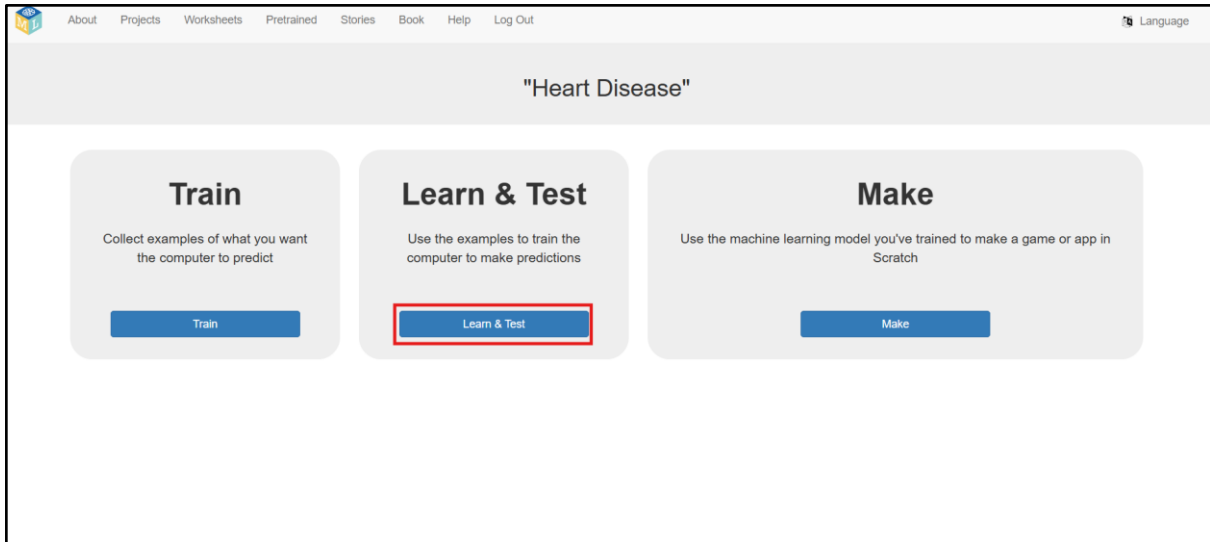 About Projects Worksheets Pretrained Stories Book Help Log Out Language
"Heart Disease"
Train
Collect examples of what you want
the computer to predict
Train
Learn & Test
Use the examples to train the
computer to make predictions
Learn & Test
Make
Use the machine learning model you've trained to make a game or app in
Scratch
Make